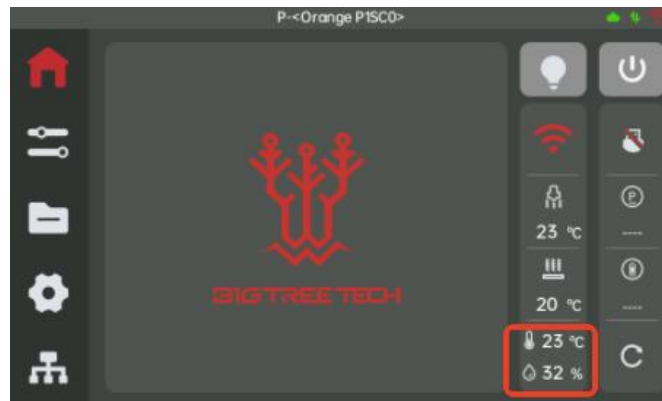 P-<Orange P1SC0>
BIGTREETECH
23 °C
P
----
20 °C
----
23 °C
32 %